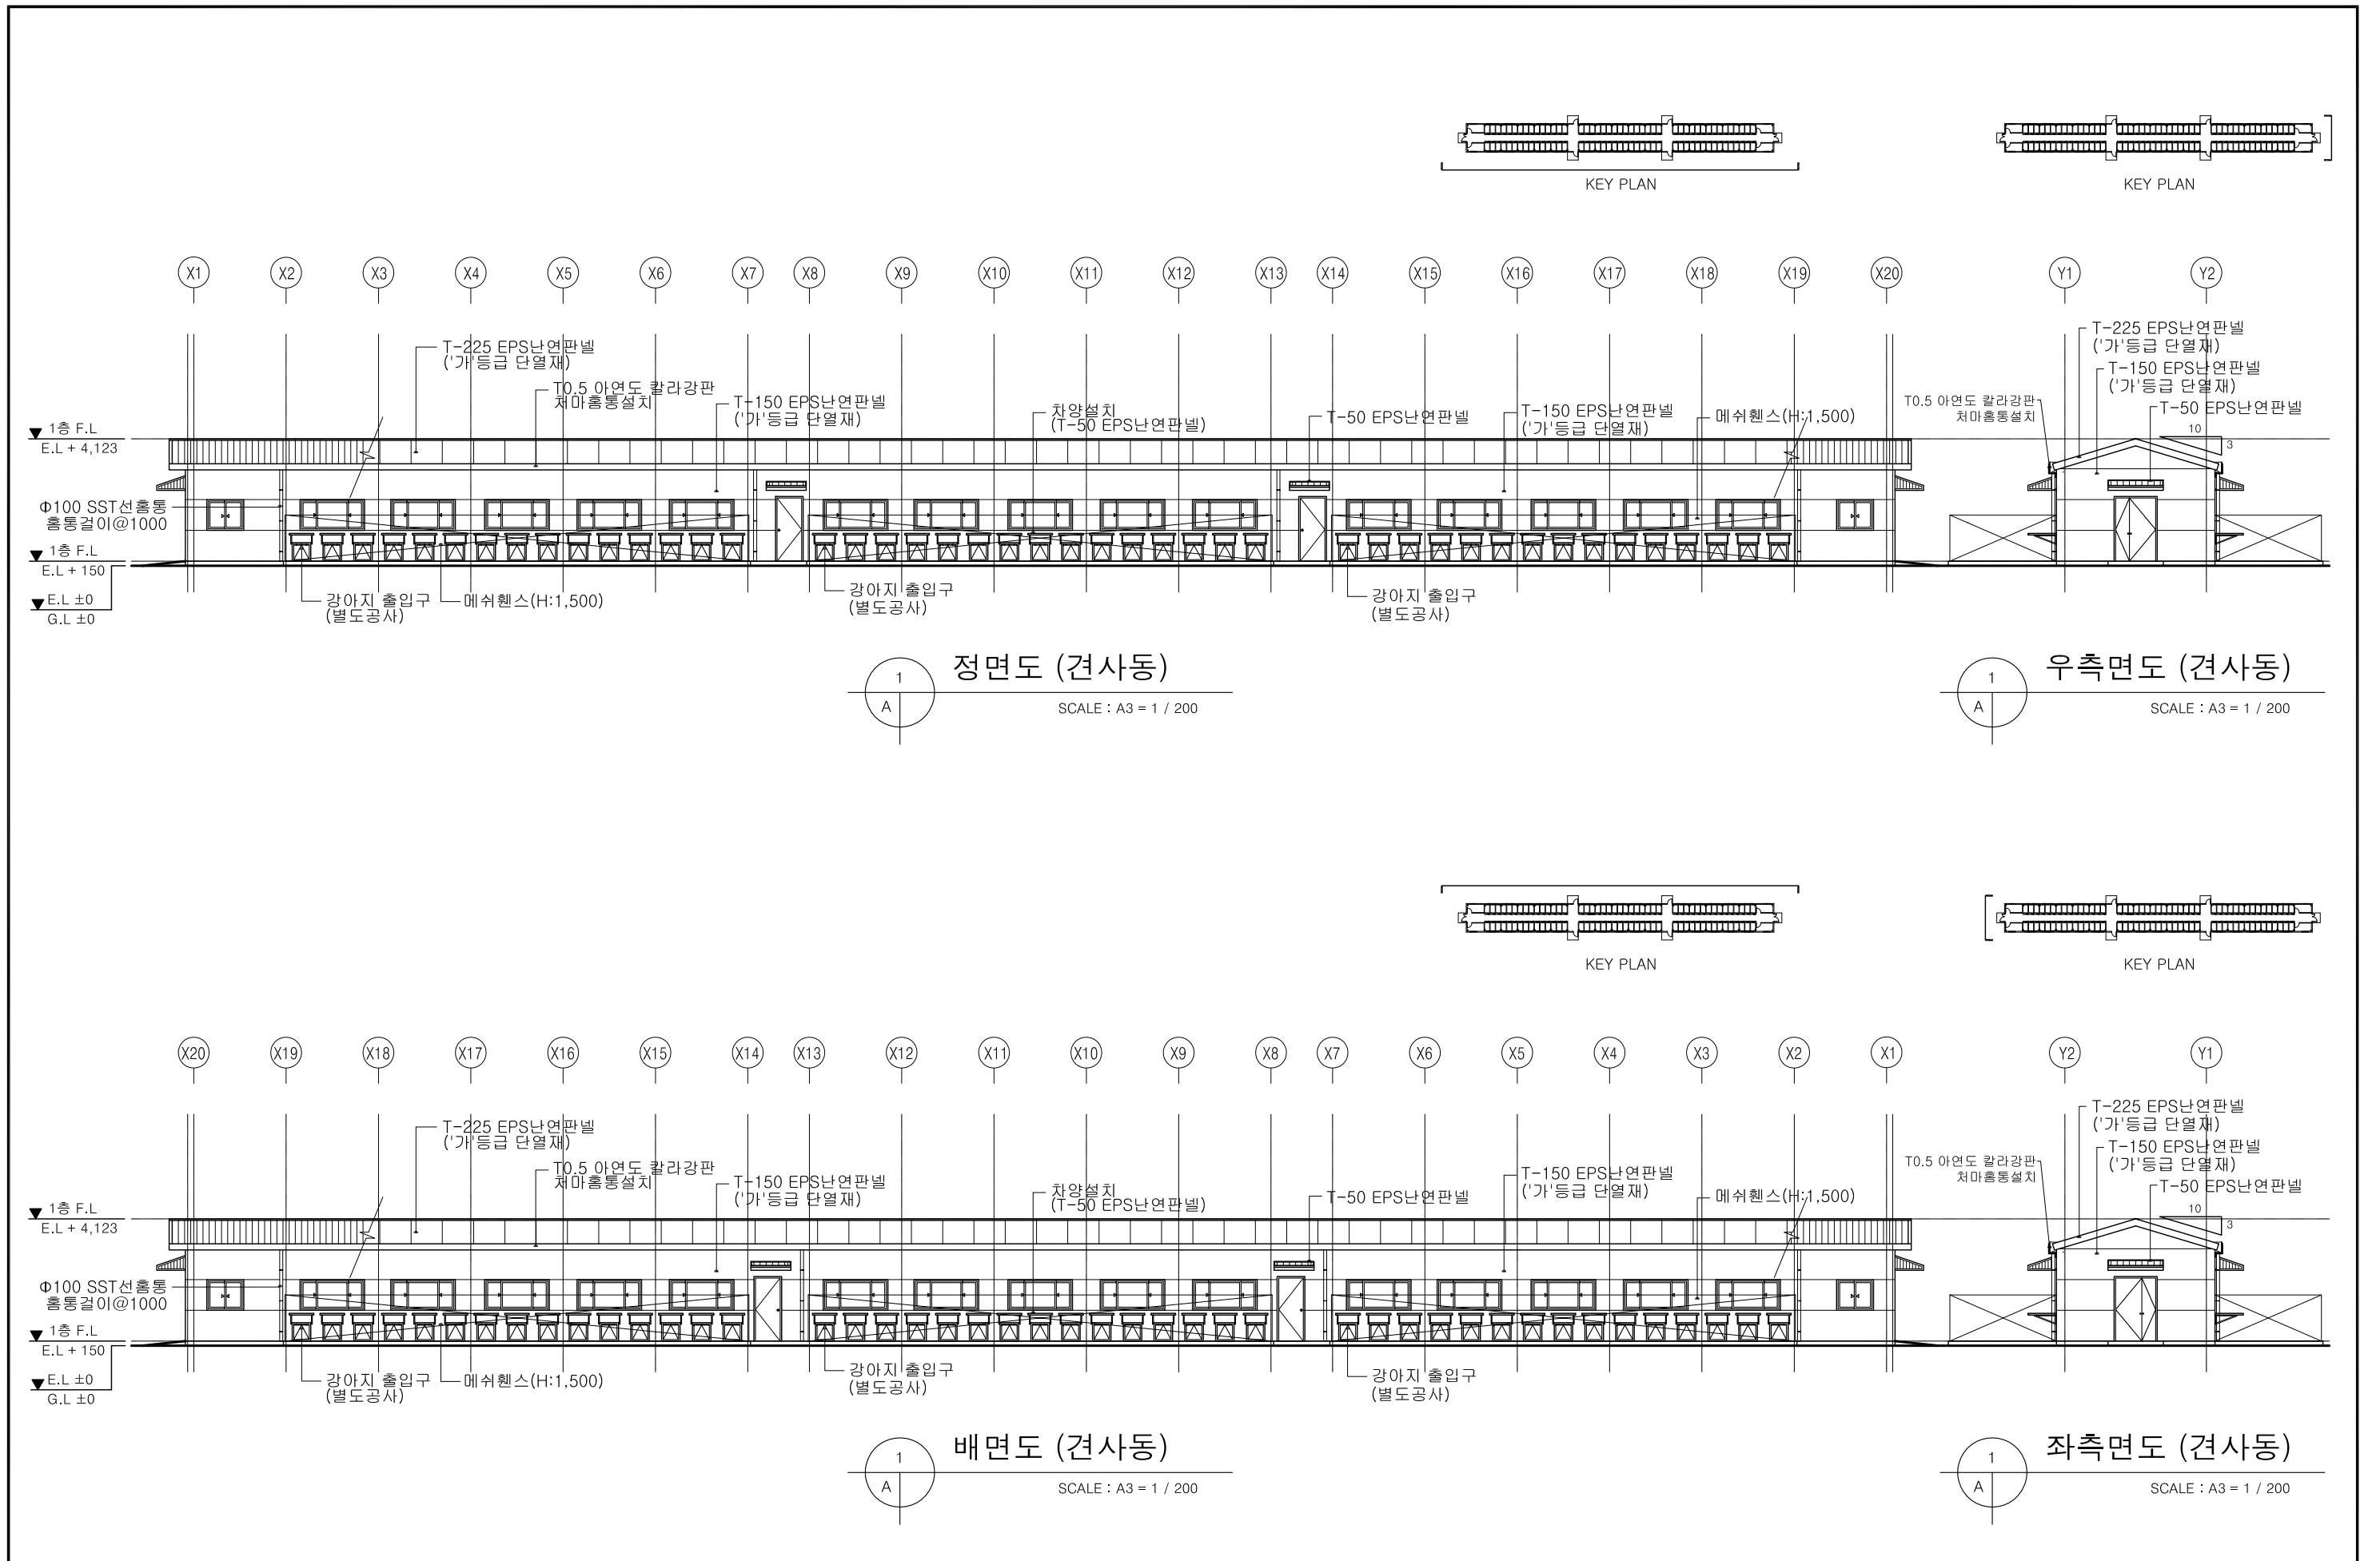 KEY PLAN
KEY PLAN
X1 X2 X3 X4 X5 X6 X7 X8 X9 X10 X11 X12 X13 X14 X15 X16 X17 X18 X19 X20 Y1 Y2
T-225 EPS난연판넬
('가'등급 단열재)
T0.5 아연도 칼라강판
처마홈통설치
T-150 EPS난연판넬
('가'등급 단열재)
차양설치
(T-50 EPS난연판넬)
T-50 EPS난연판넬
T-150 EPS난연판넬
('가'등급 단열재)
메쉬휀스(H:1,500)
T-225 EPS난연판넬
('가'등급 단열재)
T-150 EPS난연판넬
('가'등급 단열재)
T0.5 아연도 칼라강판
처마홈통설치
T-50 EPS난연판넬
10
3
1층 F.L
E.L + 4,123
Φ100 SST선홈통
홈통걸이@1000
1층 F.L
E.L + 150
E.L ±0
G.L ±0
강아지 출입구
(별도공사)
메쉬휀스(H:1,500)
강아지 출입구
(별도공사)
강아지 출입구
(별도공사)
1
A
정면도 (견사동)
SCALE : A3 = 1 / 200
1
A
우측면도 (견사동)
SCALE : A3 = 1 / 200
KEY PLAN
KEY PLAN
X20 X19 X18 X17 X16 X15 X14 X13 X12 X11 X10 X9 X8 X7 X6 X5 X4 X3 X2 X1 Y2 Y1
T-225 EPS난연판넬
('가'등급 단열재)
T0.5 아연도 칼라강판
처마홈통설치
T-150 EPS난연판넬
('가'등급 단열재)
차양설치
(T-50 EPS난연판넬)
T-50 EPS난연판넬
T-150 EPS난연판넬
('가'등급 단열재)
메쉬휀스(H:1,500)
T-225 EPS난연판넬
('가'등급 단열재)
T-150 EPS난연판넬
('가'등급 단열재)
T0.5 아연도 칼라강판
처마홈통설치
T-50 EPS난연판넬
10
3
1층 F.L
E.L + 4,123
Φ100 SST선홈통
홈통걸이@1000
1층 F.L
E.L + 150
E.L ±0
G.L ±0
강아지 출입구
(별도공사)
메쉬휀스(H:1,500)
강아지 출입구
(별도공사)
강아지 출입구
(별도공사)
1
A
배면도 (견사동)
SCALE : A3 = 1 / 200
1
A
좌측면도 (견사동)
SCALE : A3 = 1 / 200